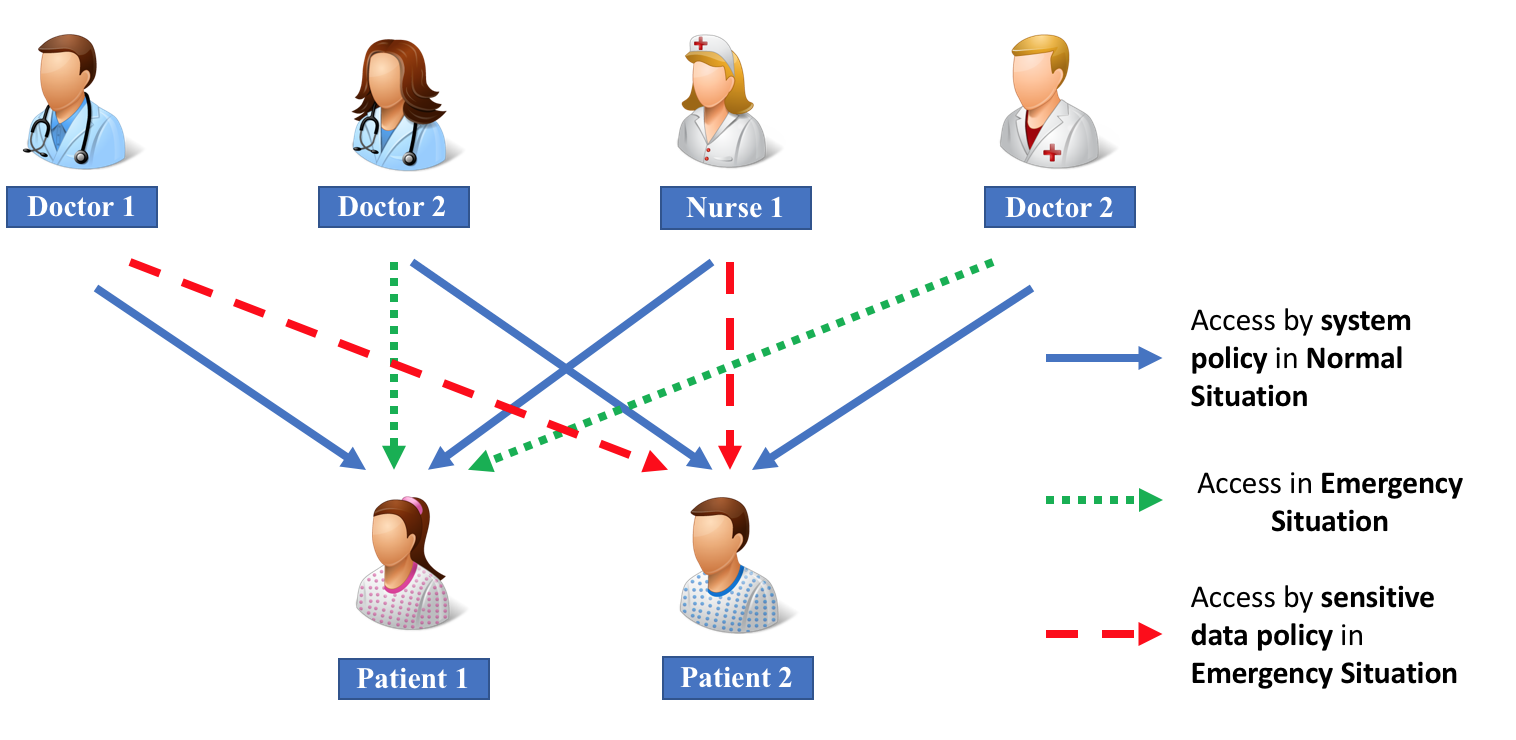 Doctor 1
Doctor 2
Nurse 1
Doctor 2
Access by system
policy in Normal
Situation
Access in Emergency
Situation
Access by sensitive
data policy in
Emergency Situation
Patient 1
Patient 2